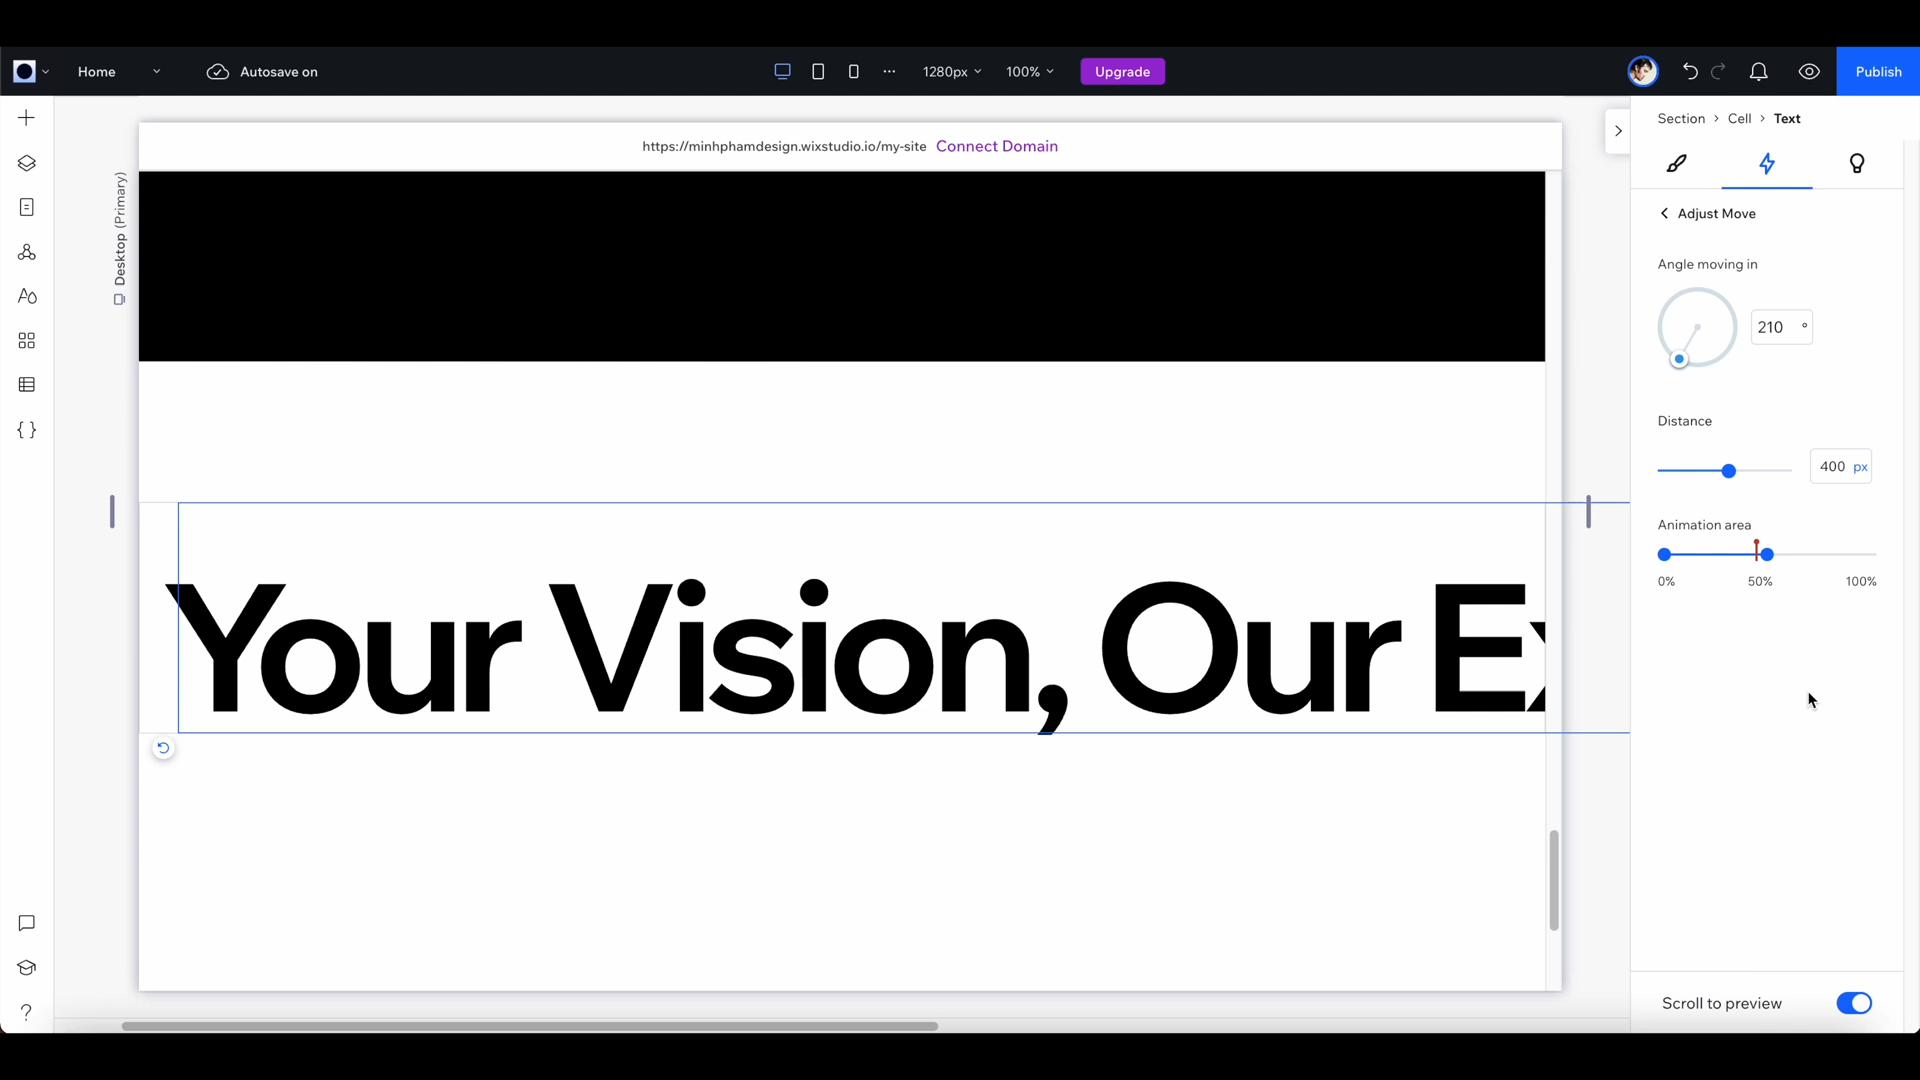 Home
Autosave on
1280px
100%
Upgrade
Publish
Section > Cell > Text
https://minhphamdesign.wixstudio.io/my-site Connect Domain
Desktop (Primary)
Adjust Move
Angle moving in
210 °
Distance
400 px
Animation area
0% 50% 100%
Your Vision, Our Ex
Scroll to preview